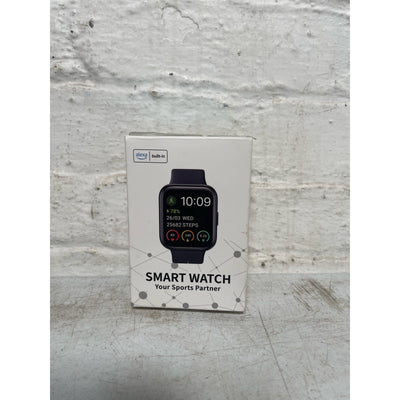 alexa built-in
10:09
78%
26/03 WED
25682 STEPS
SMART WATCH
Your Sports Partner